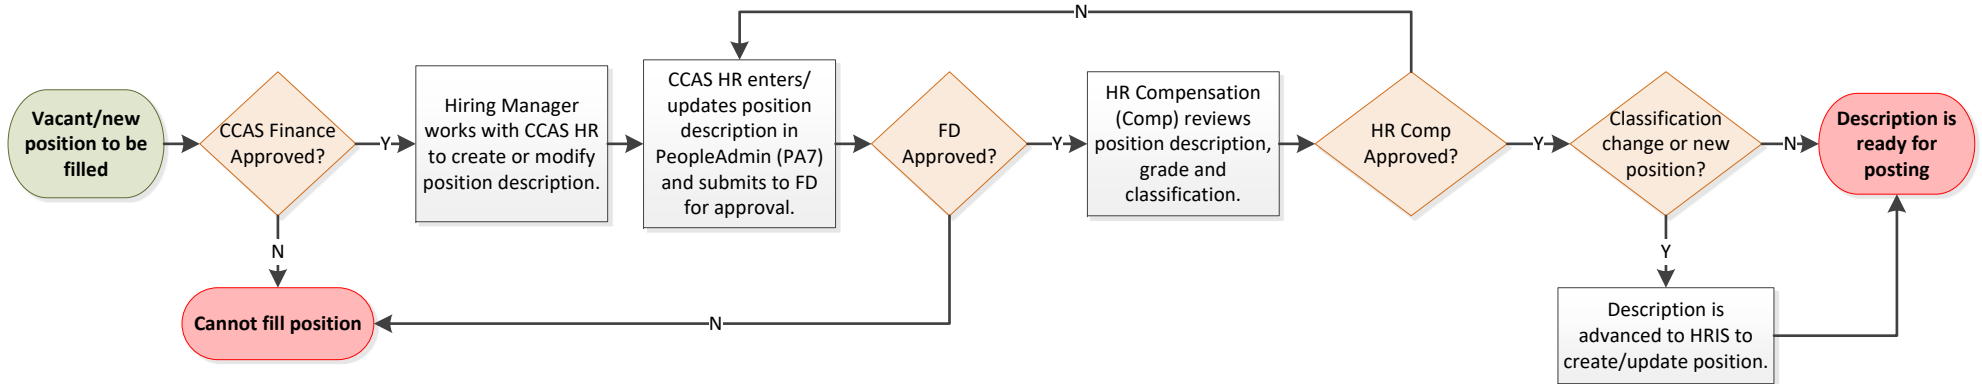 Vacant/new
position to be
filled
CCAS Finance
Approved?
Y
N
Cannot fill position
Hiring Manager
works with CCAS HR
to create or modify
position description.
CCAS HR enters/
updates position
description in
PeopleAdmin (PA7)
and submits to FD
for approval.
FD
Approved?
Y
N
HR Compensation
(Comp) reviews
position description,
grade and
classification.
HR Comp
Approved?
N
Y
Classification
change or new
position?
N
Y
Description is
advanced to HRIS to
create/update position.
Description is
ready for
posting